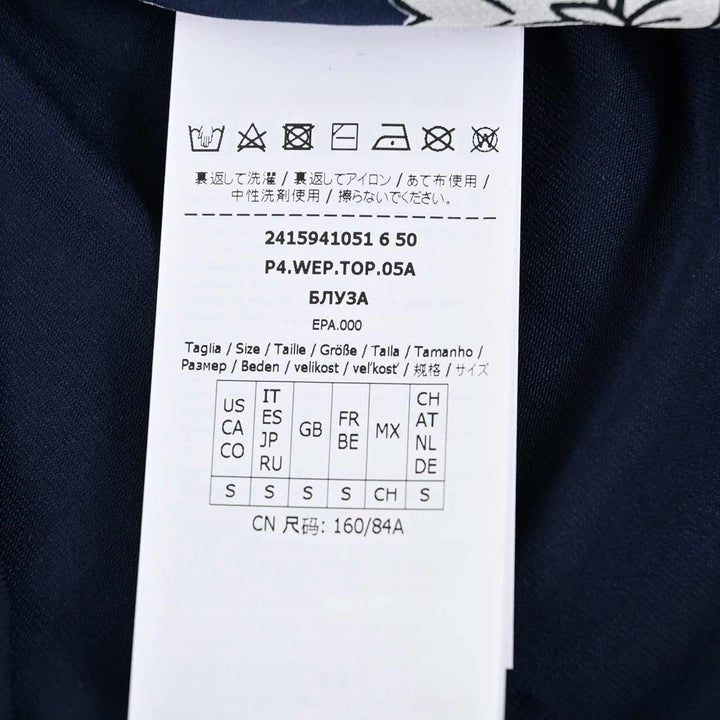 裏返して洗濯 / 裏返してアイロン / あて布使用 /
中性洗剤使用 / 擦らないでください。
2415941051 6 50
P4.WEP.TOP.05A
БЛУЗА
EPA.000
Taglia / Size / Taille / Größe / Talla / Tamanho /
Размер / Beden / velikost / veľkosť / 规格 / サイズ
US CA CO
IT ES JP RU
GB
FR BE
MX
CH AT NL DE
S S S S CH S
CN 尺码: 160/84A